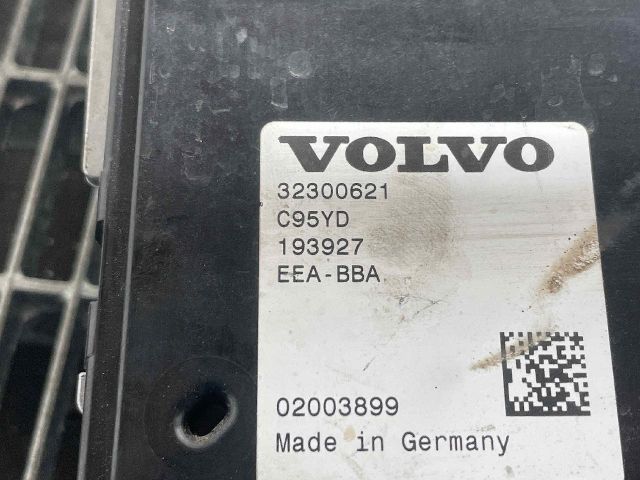 VOLVO
32300621
C95YD
193927
EEA-BBA
02003899
Made in Germany